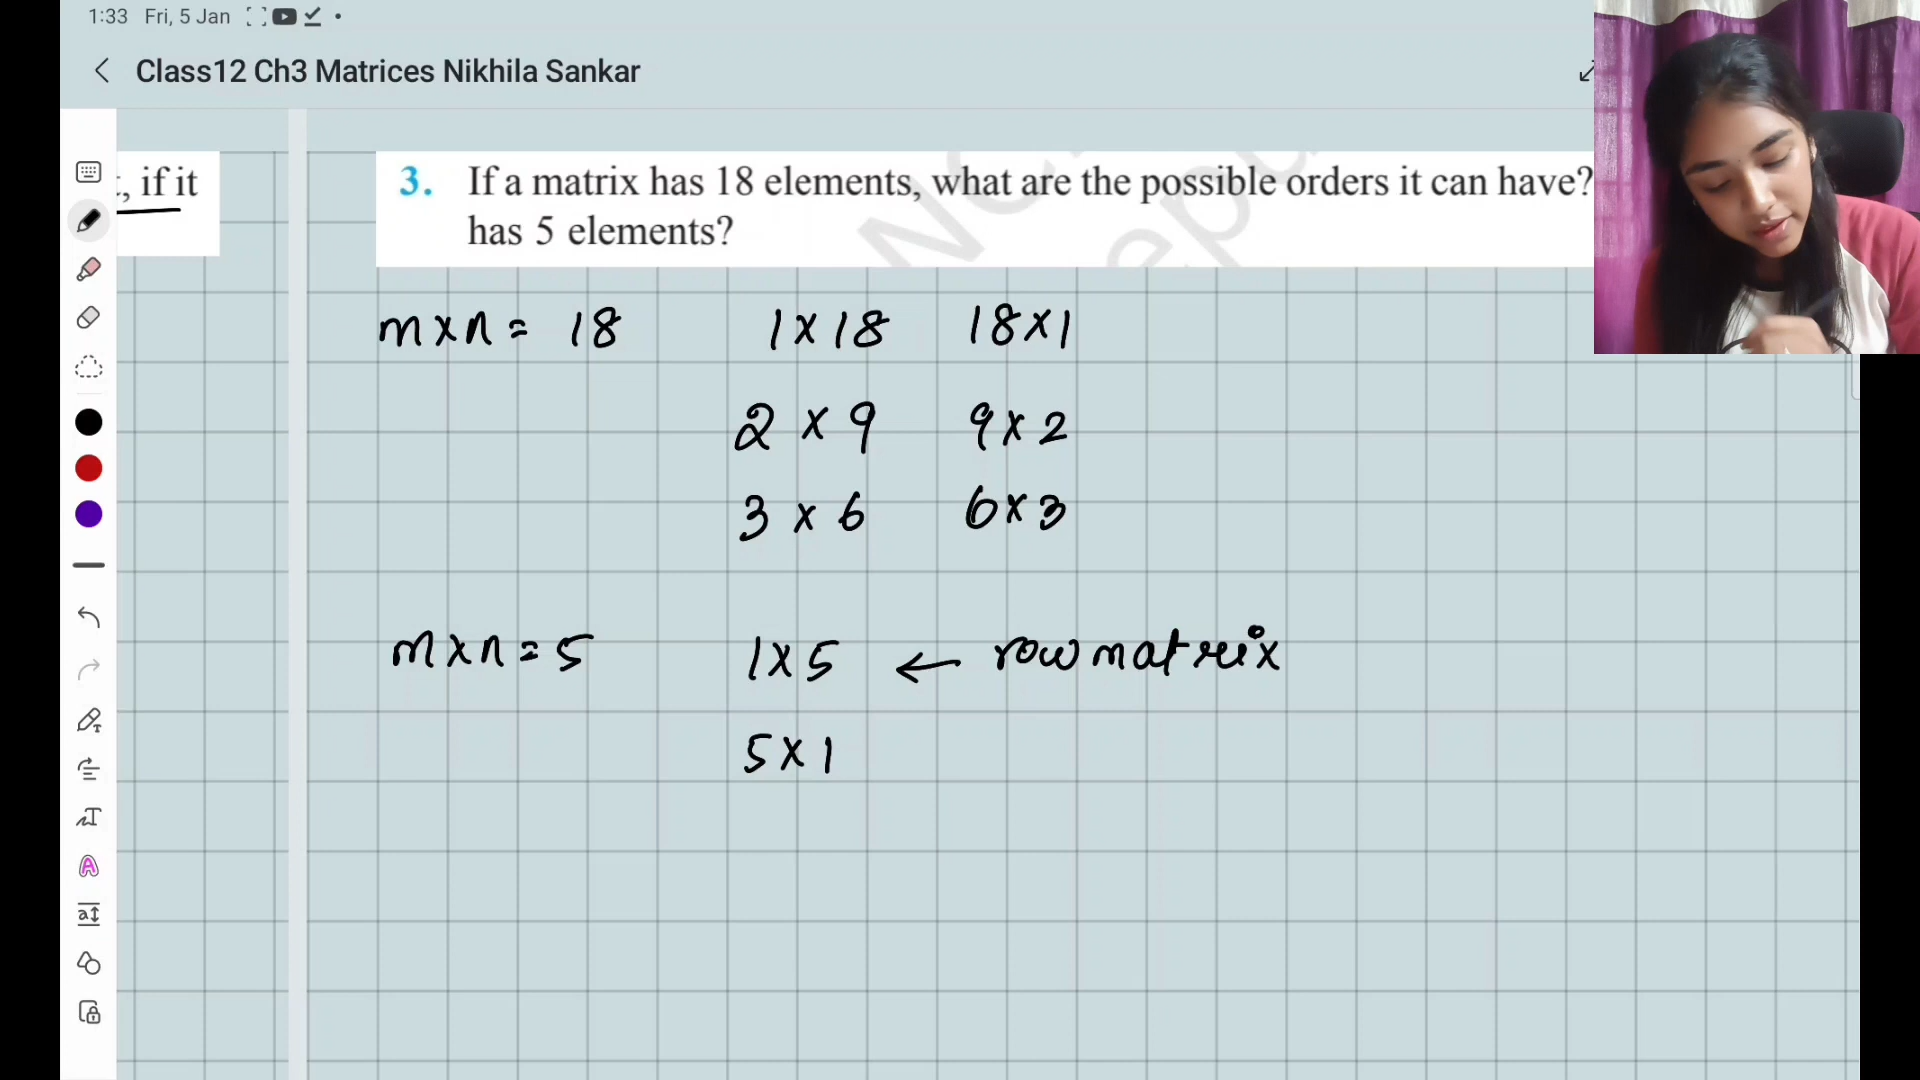 1:33 Fri, 5 Jan
Class12 Ch3 Matrices Nikhila Sankar
, if it
3. If a matrix has 18 elements, what are the possible orders it can have?
has 5 elements?
m x n = 18 1 x 18 18 x 1
2 x 9 9 x 2
3 x 6 6 x 3
m x n = 5 1 x 5 ← row matrix
5 x 1